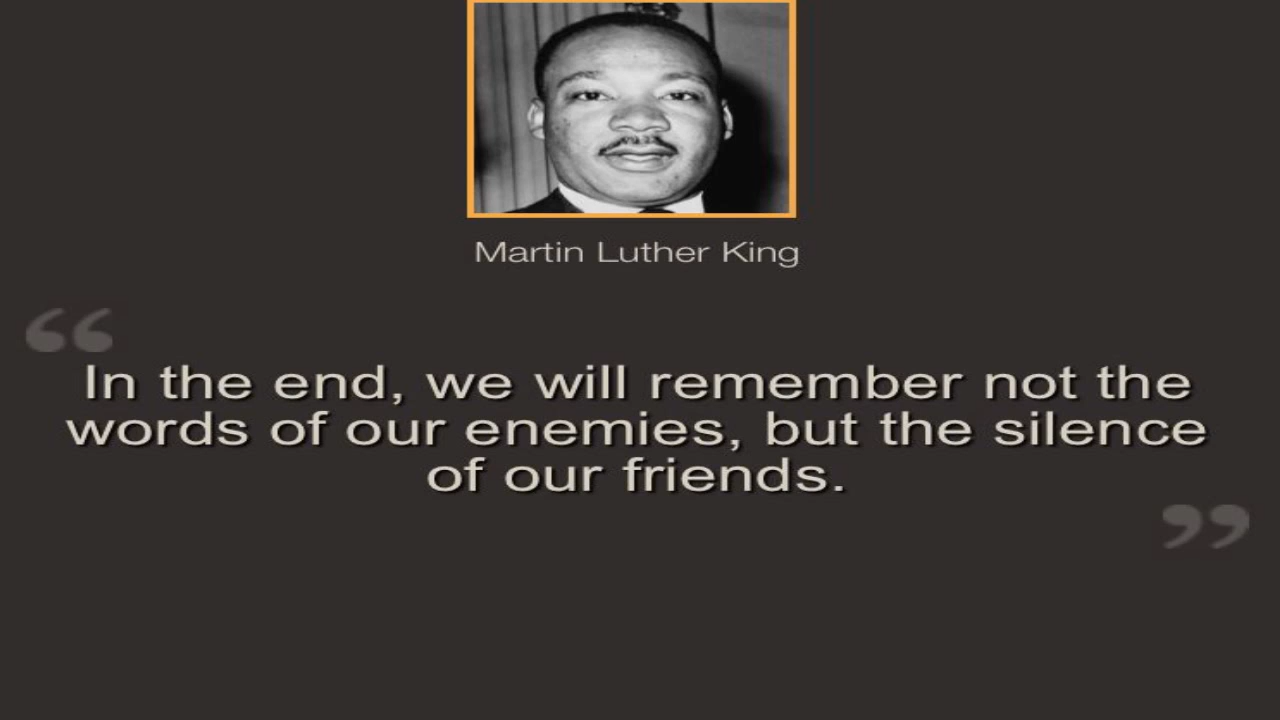 Martin Luther King
“
In the end, we will remember not the
words of our enemies, but the silence
of our friends.
”